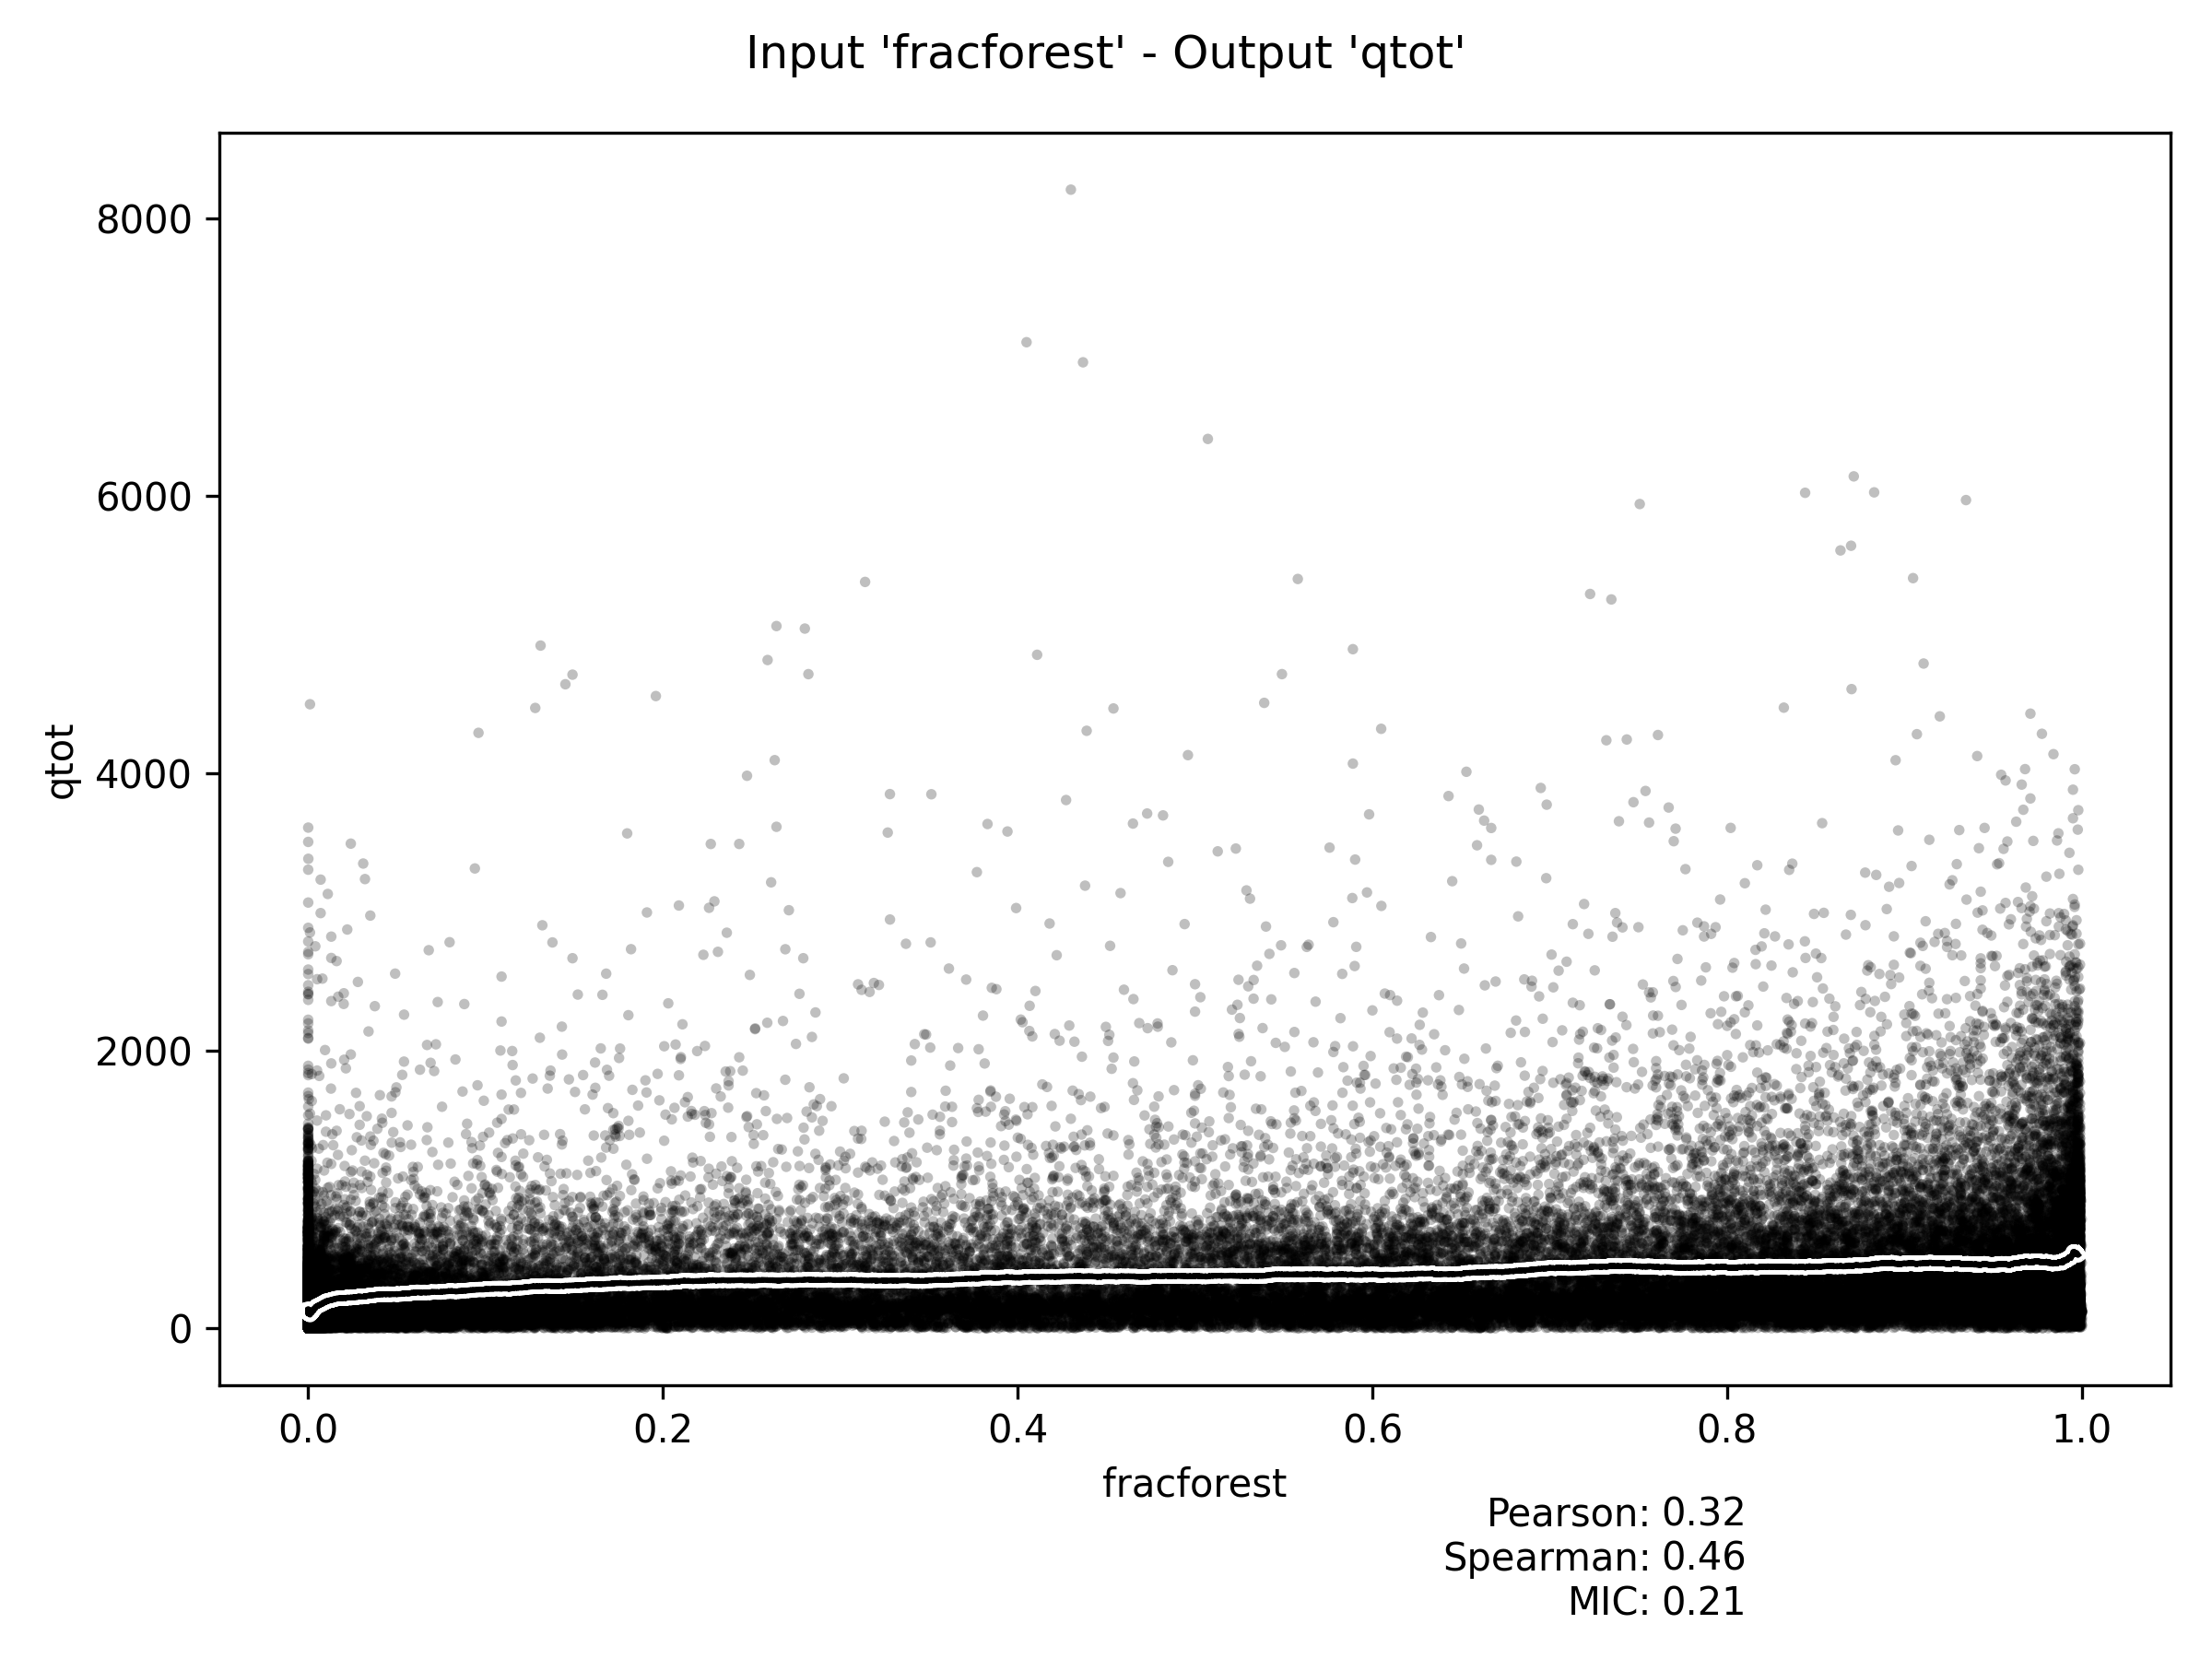 Input 'fracforest' - Output 'qtot'
8000
6000
4000
2000
0
qtot
0.0 0.2 0.4 0.6 0.8 1.0
fracforest
Pearson: 0.32
Spearman: 0.46
MIC: 0.21